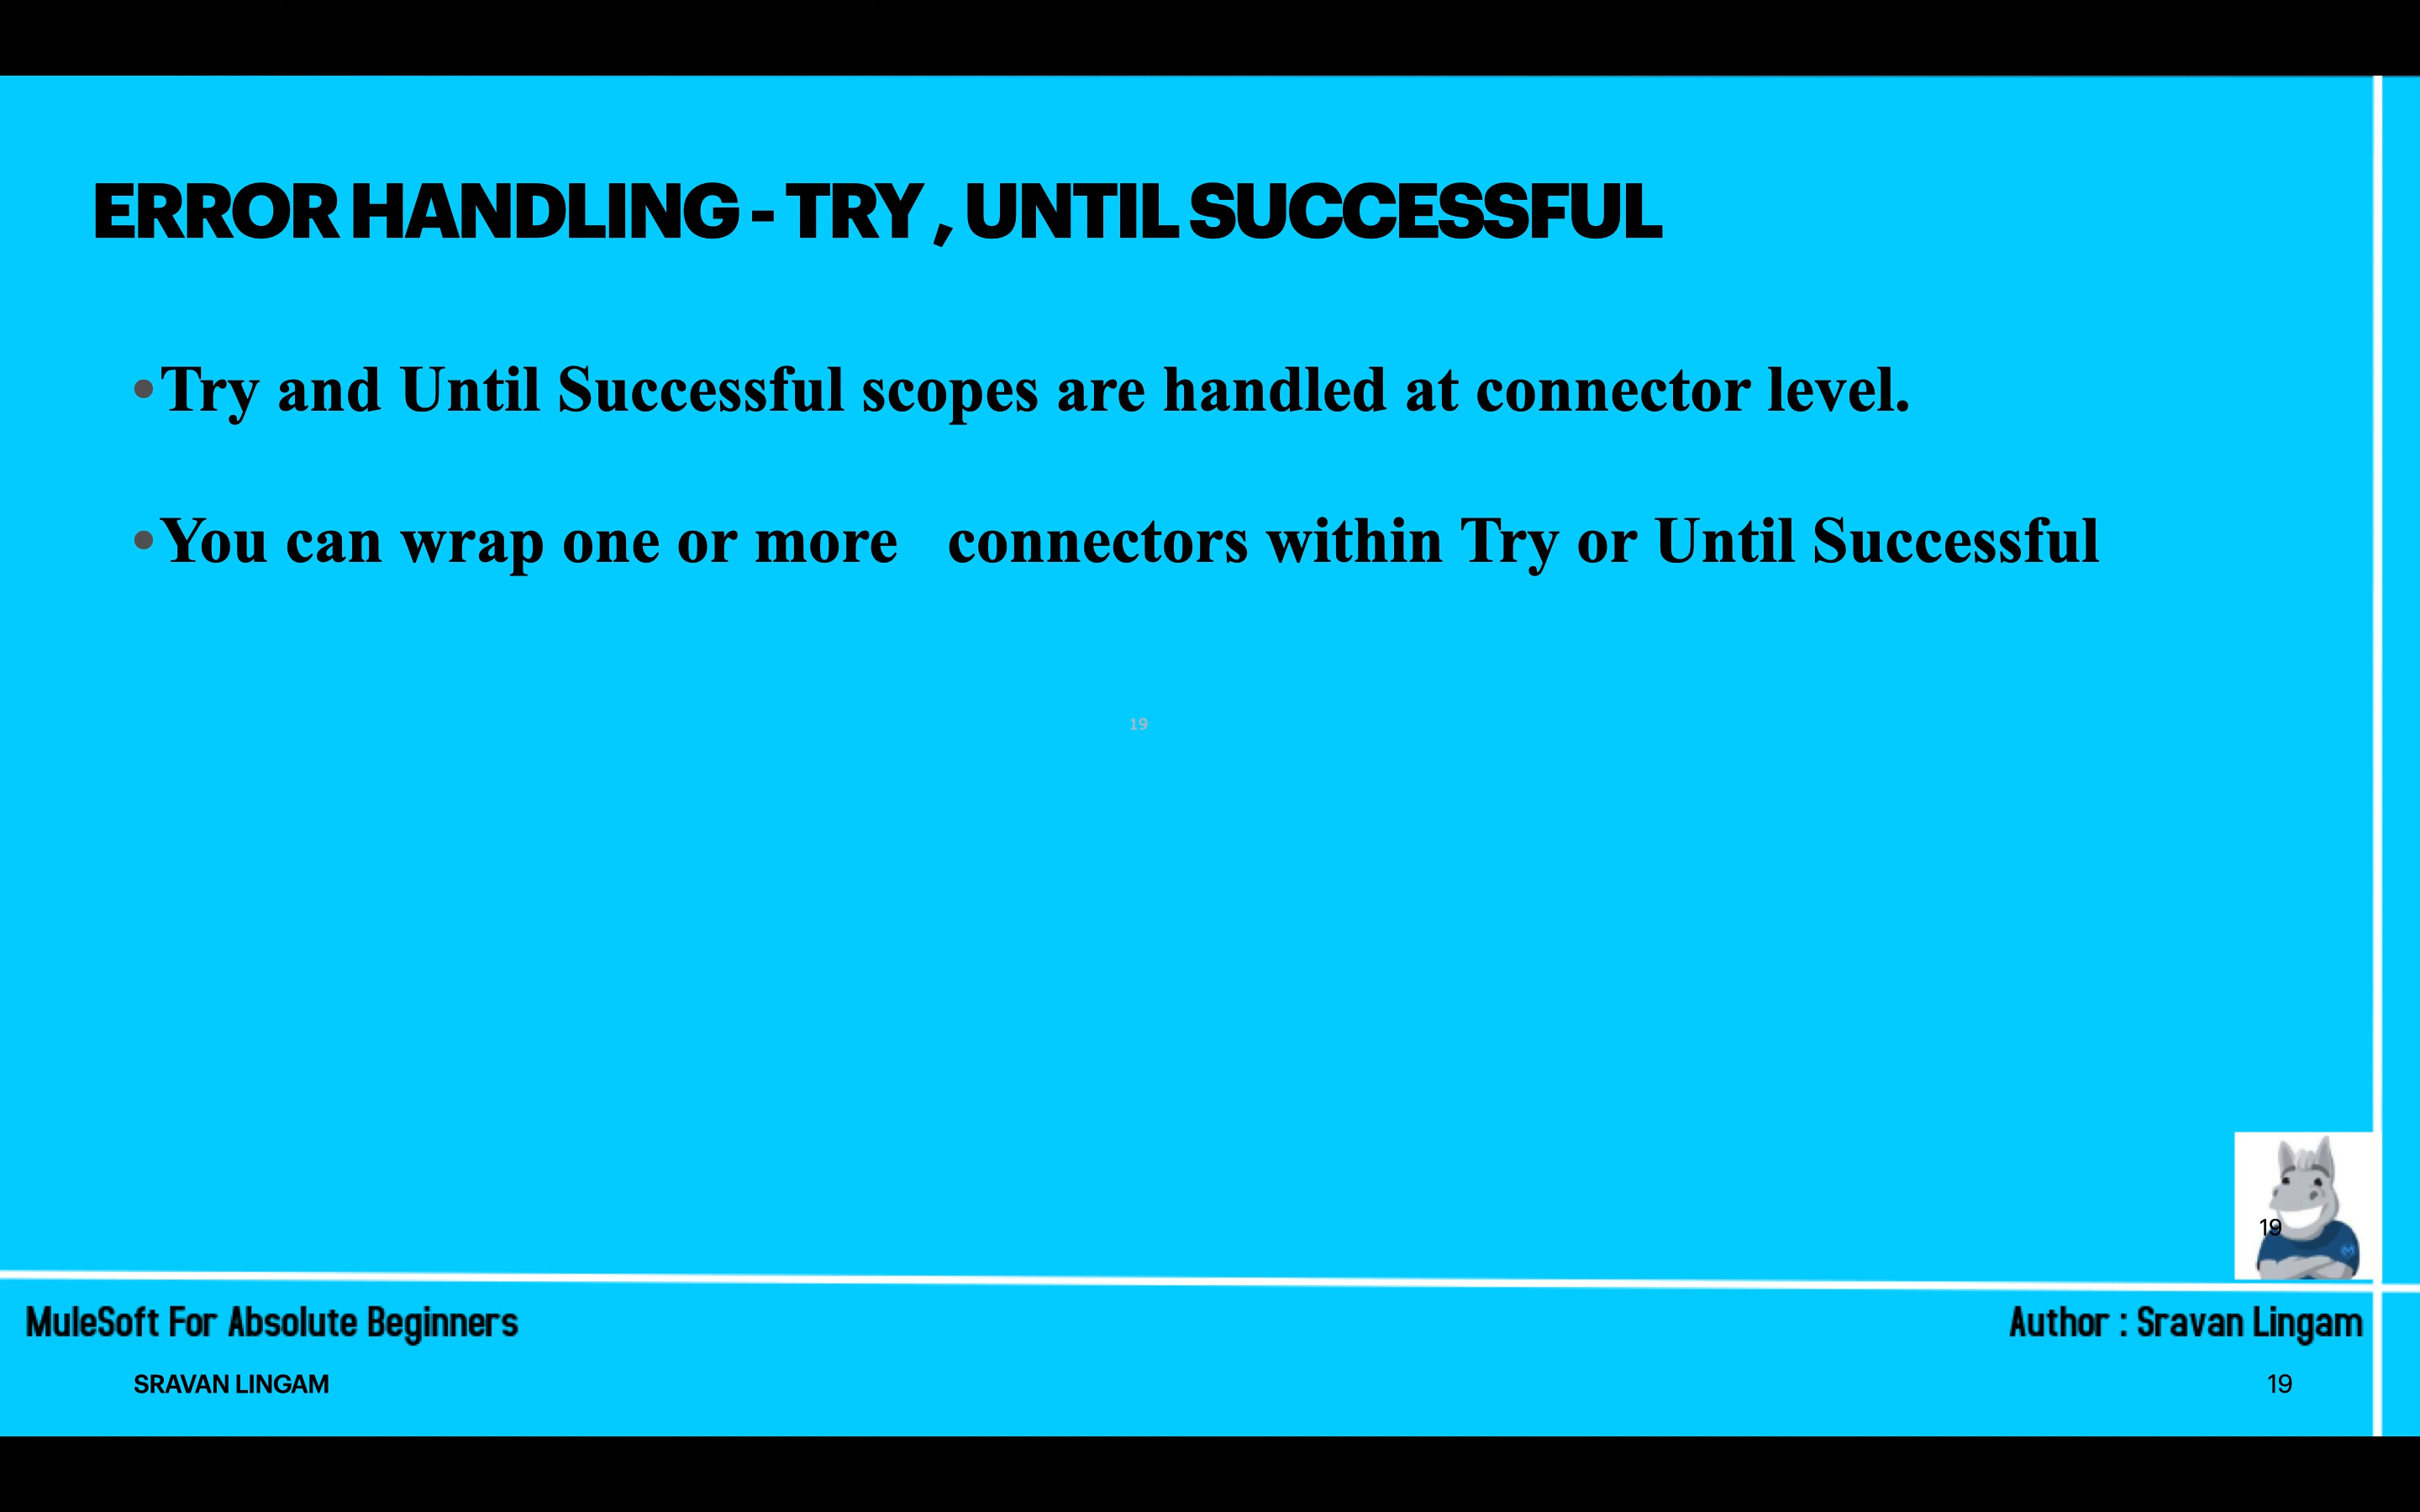 ERROR HANDLING - TRY , UNTIL SUCCESSFUL
•Try and Until Successful scopes are handled at connector level.
•You can wrap one or more   connectors within Try or Until Successful
19
19
MuleSoft For Absolute Beginners
Author : Sravan Lingam
SRAVAN LINGAM
19